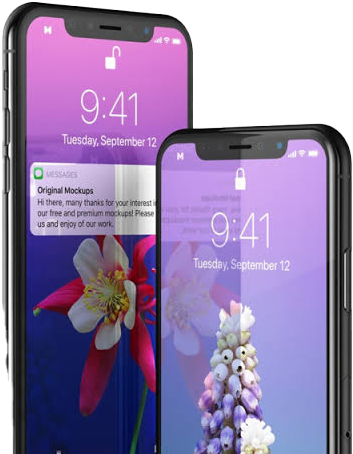 9:41
Tuesday, September 12
MESSAGES
Original Mockups
Hi there, many thanks for your interest in
our free and premium mockups! Please
us and enjoy of our work.
9:41
Tuesday, September 12